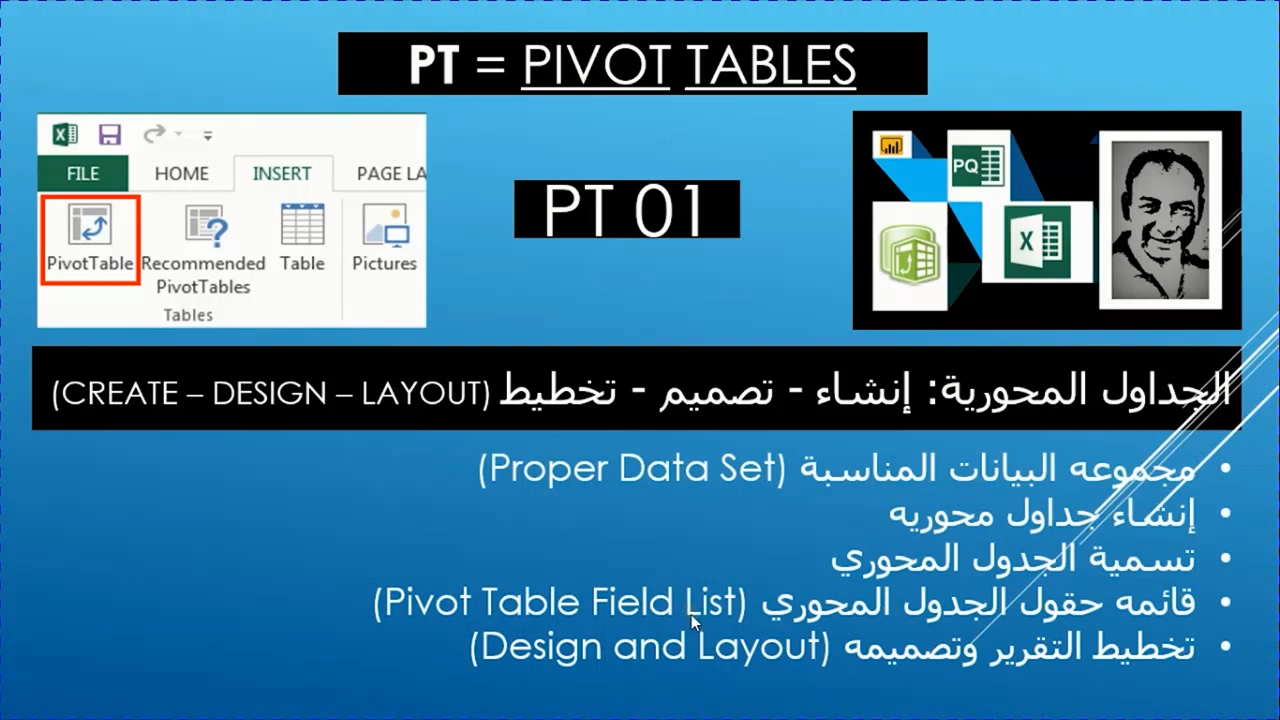 PT = PIVOT TABLES
FILE HOME INSERT PAGE LA
PivotTable Recommended PivotTables Table Pictures
Tables
PT 01
PQ
X
الجداول المحورية: إنشاء - تصميم - تخطيط (CREATE – DESIGN – LAYOUT)
• مجموعه البيانات المناسبة (Proper Data Set)
• إنشاء جداول محوريه
• تسمية الجدول المحوري
• قائمه حقول الجدول المحوري (Pivot Table Field List)
• تخطيط التقرير وتصميمه (Design and Layout)